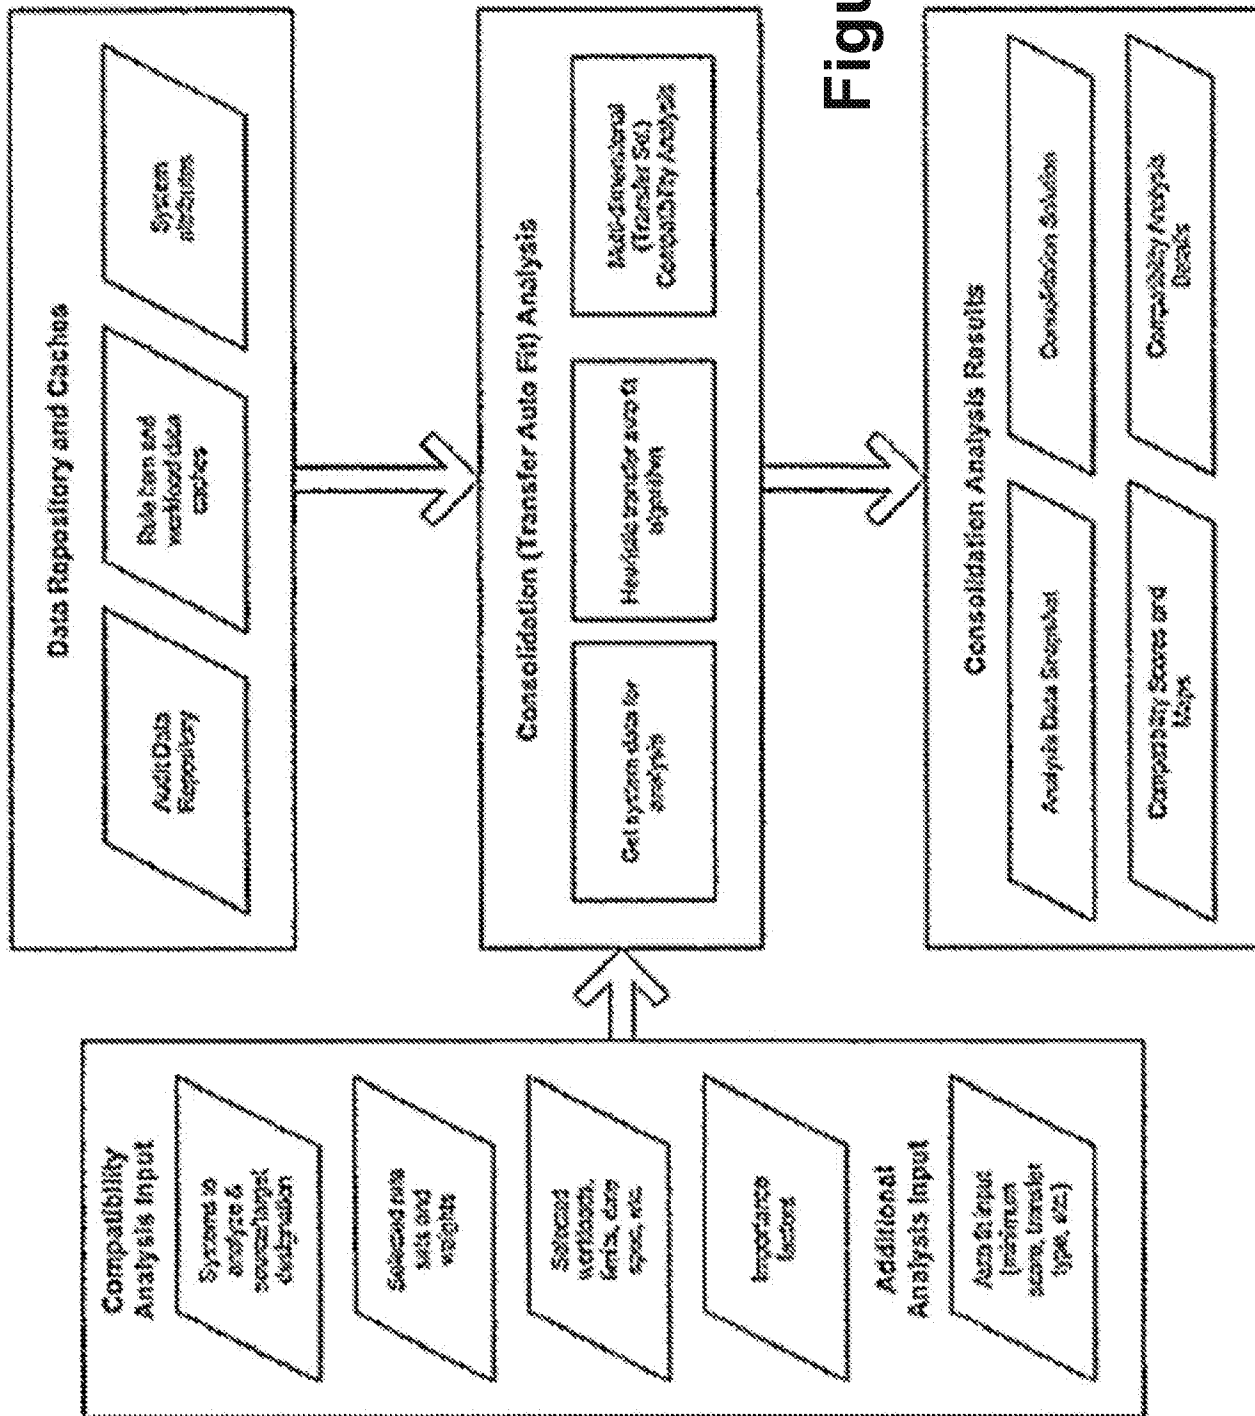 Compatibility
Analysis Input
Systems to
analyze &
source/target
designation
Selected rule
sets and
weights
Selected
workloads,
limits,
spec, etc.
Importance
factors
Additional
Analysis Input
Auto fit input
(minimum
score, transfer
type, etc.)
Data Repository and Caches
Audit Data
Repository
Rule item and
workload data
caches
System
attributes
Consolidation (Transfer Auto Fit) Analysis
Get system data for
analysis
Heuristic transfer auto fit
algorithm
Multi-dimensional
(Transfer Set)
Compatibility Analysis
Figu
Consolidation Analysis Results
Analysis Data Snapshot
Consolidation Solution
Compatibility Scores and
Maps
Compatibility Analysis
Details